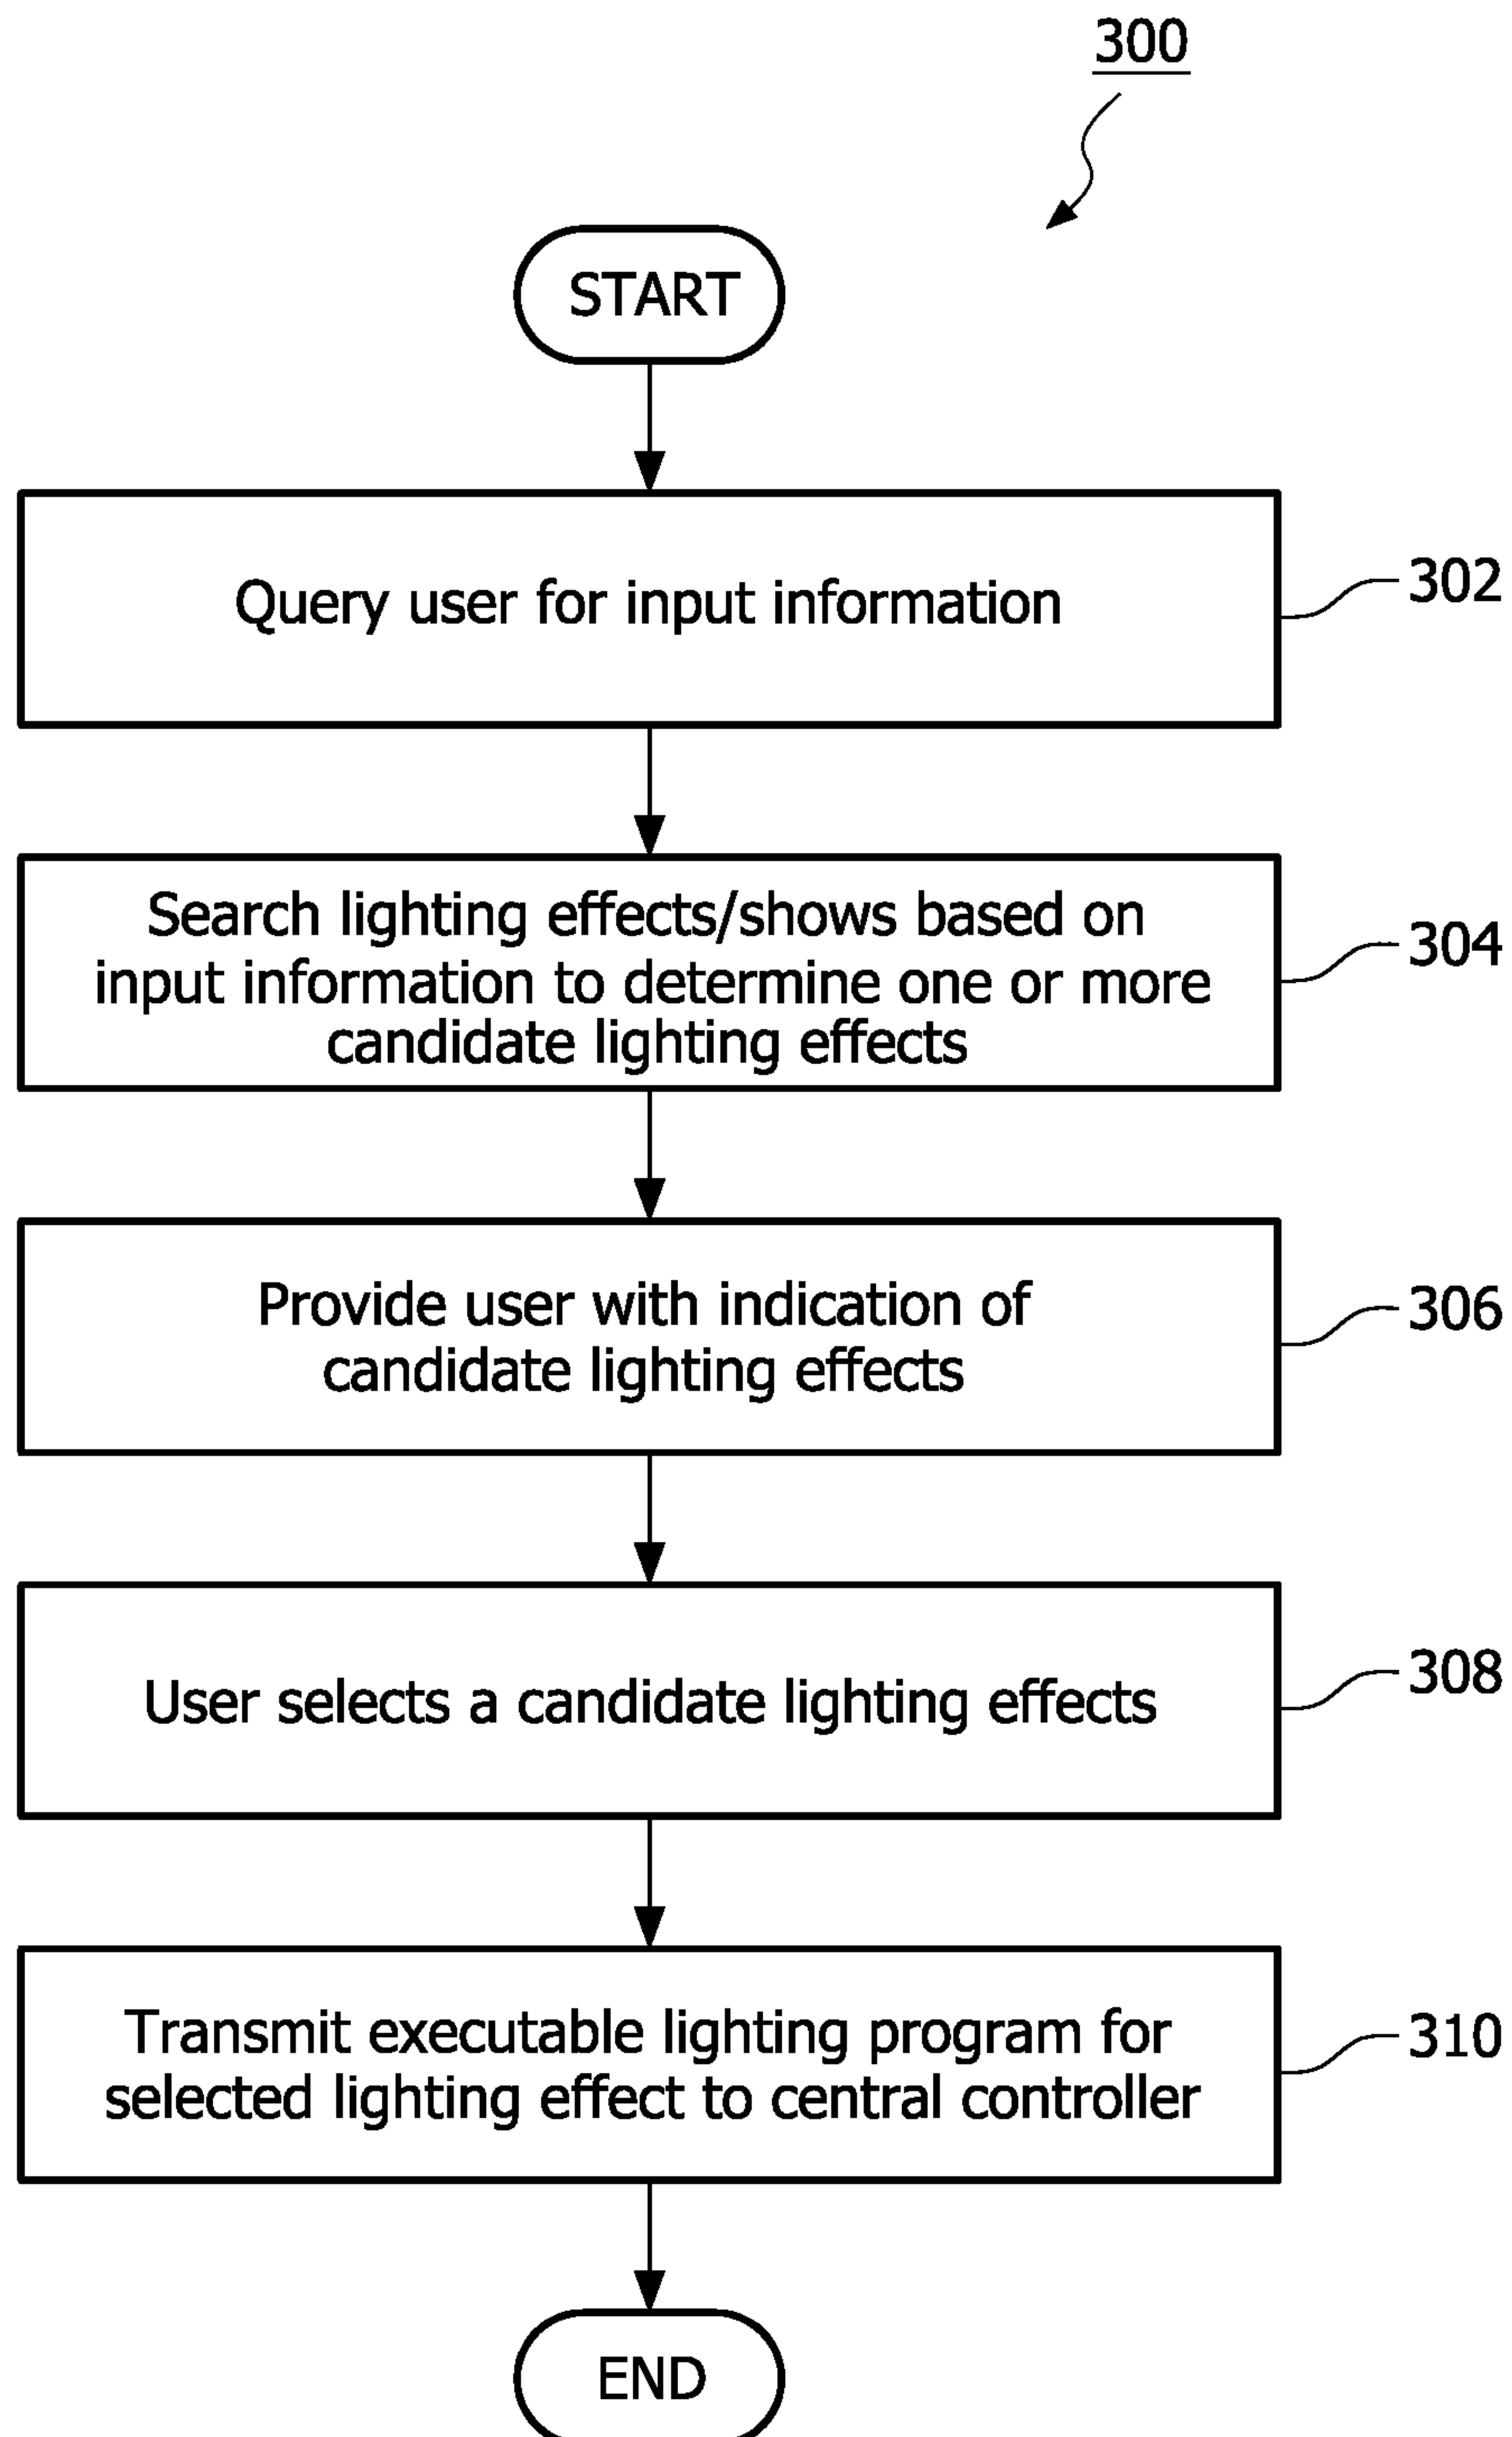 300
START
Query user for input information
302
Search lighting effects/shows based on
input information to determine one or more
candidate lighting effects
304
Provide user with indication of
candidate lighting effects
306
User selects a candidate lighting effects
308
Transmit executable lighting program for
selected lighting effect to central controller
310
END